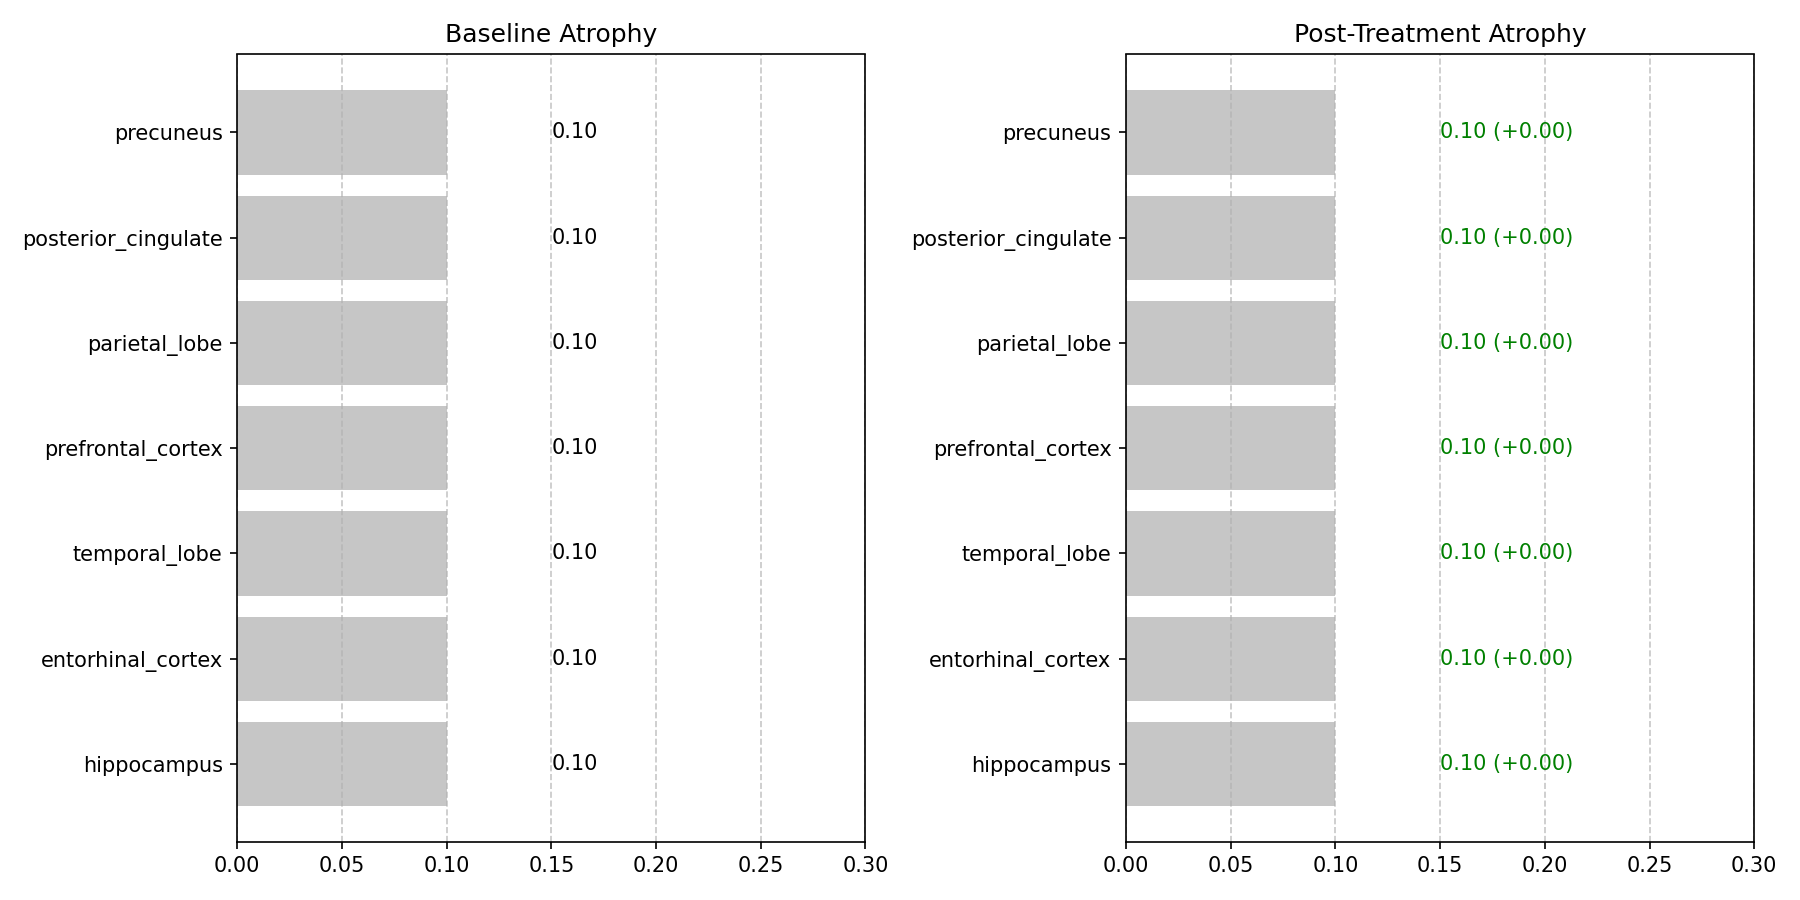 Baseline Atrophy
precuneus 0.10
posterior_cingulate 0.10
parietal_lobe 0.10
prefrontal_cortex 0.10
temporal_lobe 0.10
entorhinal_cortex 0.10
hippocampus 0.10
0.00 0.05 0.10 0.15 0.20 0.25 0.30
Post-Treatment Atrophy
precuneus 0.10 (+0.00)
posterior_cingulate 0.10 (+0.00)
parietal_lobe 0.10 (+0.00)
prefrontal_cortex 0.10 (+0.00)
temporal_lobe 0.10 (+0.00)
entorhinal_cortex 0.10 (+0.00)
hippocampus 0.10 (+0.00)
0.00 0.05 0.10 0.15 0.20 0.25 0.30